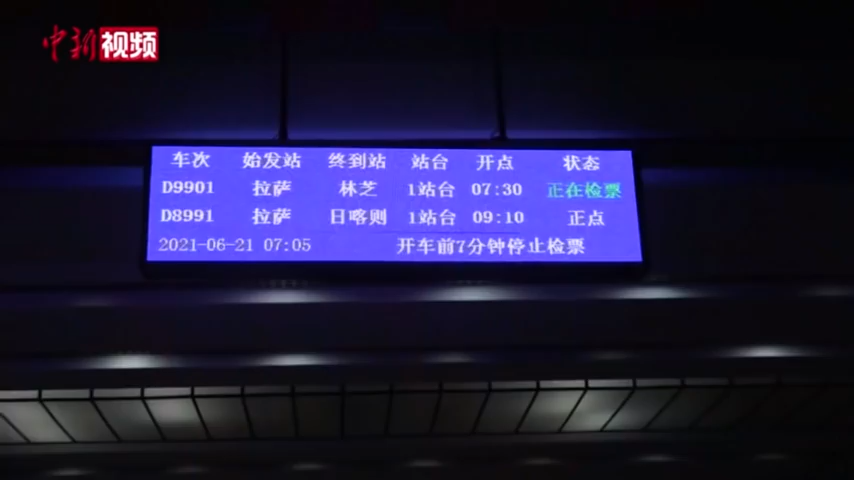 中新视频
车次 始发站 终到站 站台 开点 状态
D9901 拉萨 林芝 1站台 07:30 正在检票
D8991 拉萨 日喀则 1站台 09:10 正点
2021-06-21 07:05 开车前7分钟停止检票